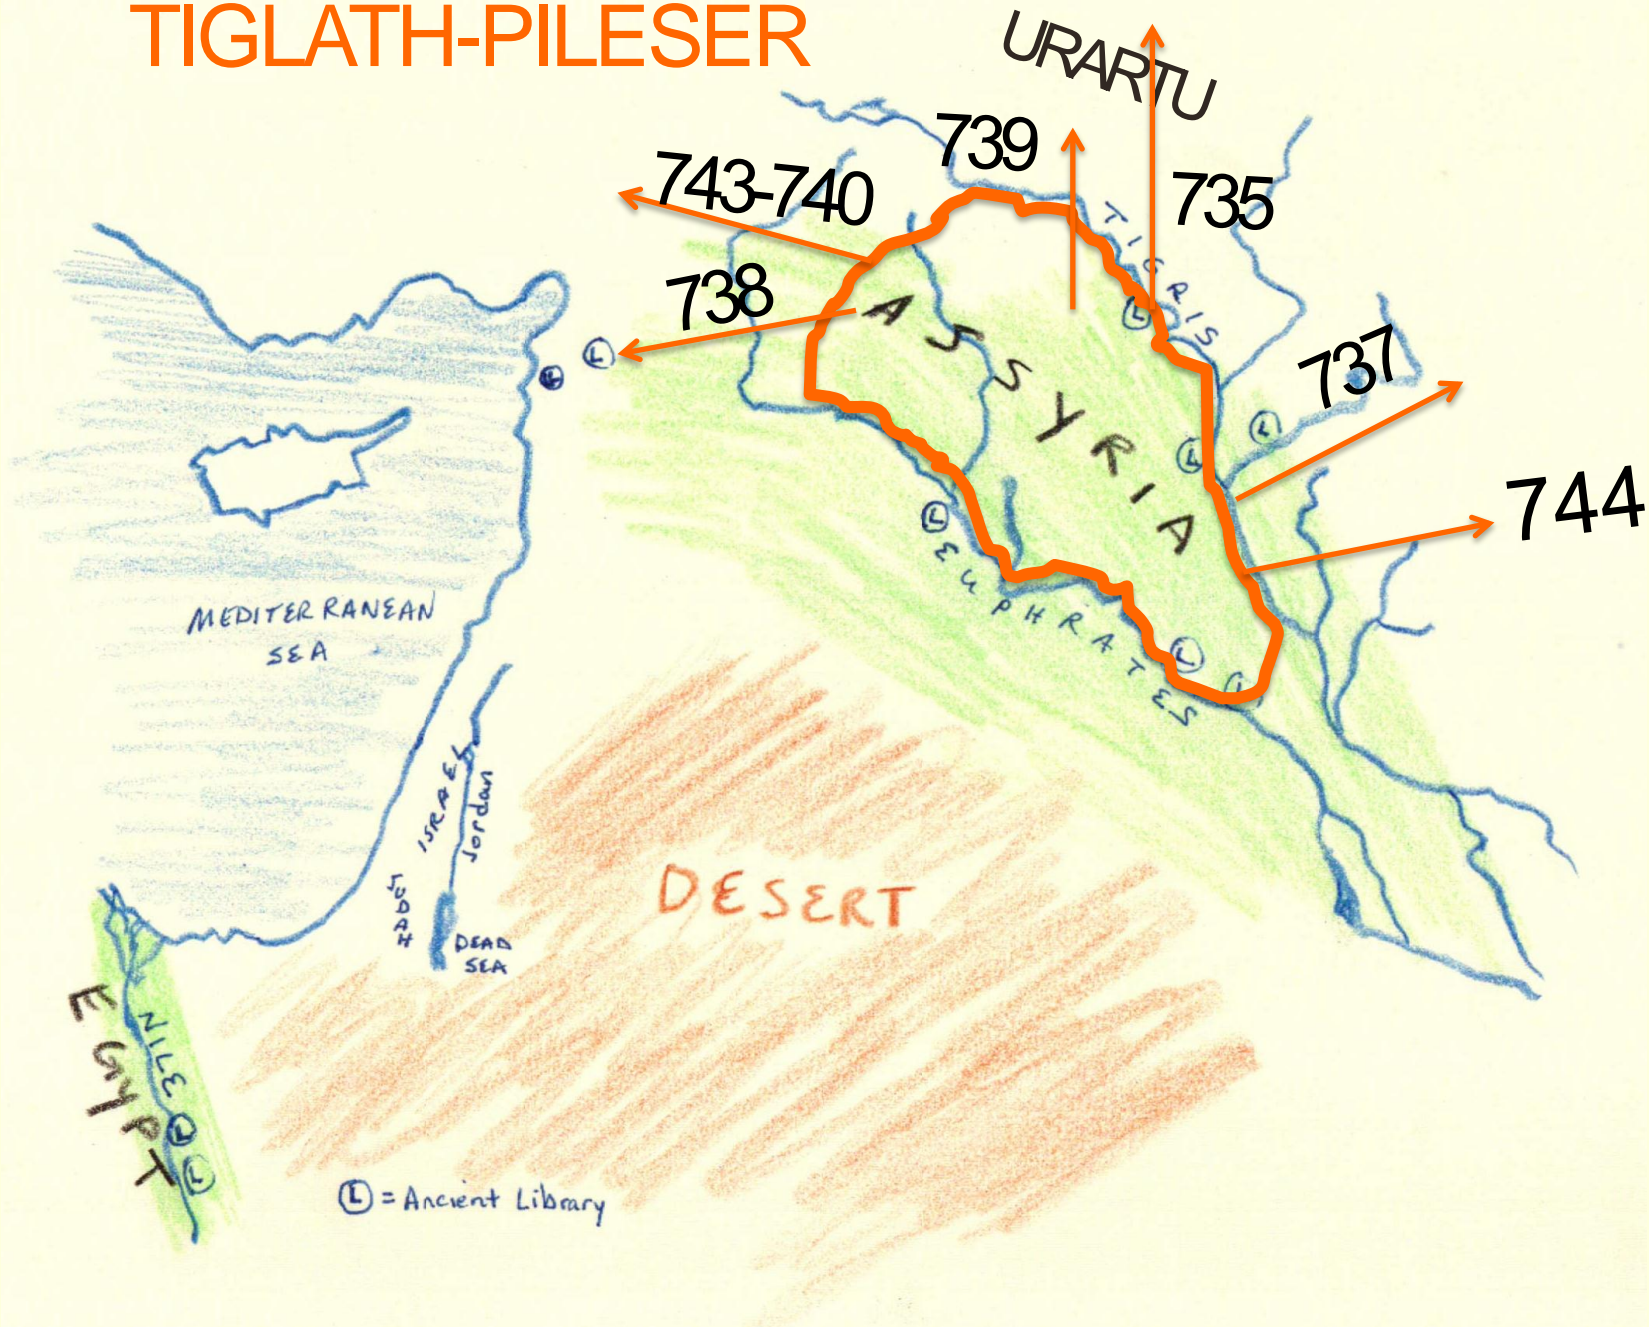 TIGLATH-PILESER
URARTU
739
743-740
735
TIGRIS
738
737
ASSYRIA
L
L
L
L
L
744
L
EUPHRATES
MEDITERRANEAN
SEA
L
L
ISRAEL
Jordan
JUDAH
DEAD
SEA
DESERT
EGYPT
NILE
L
L
L = Ancient Library